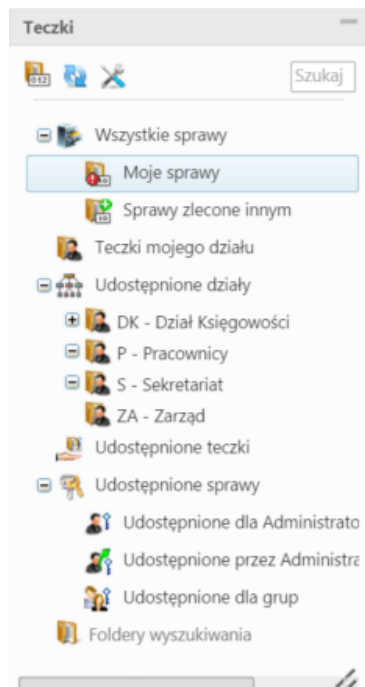 Teczki
Szukaj
Wszystkie sprawy
Moje sprawy
Sprawy zlecone innym
Teczki mojego działu
Udostępnione działy
DK - Dział Księgowości
P - Pracownicy
S - Sekretariat
ZA - Zarząd
Udostępnione teczki
Udostępnione sprawy
Udostępnione dla Administrato
Udostępnione przez Administra
Udostępnione dla grup
Foldery wyszukiwania